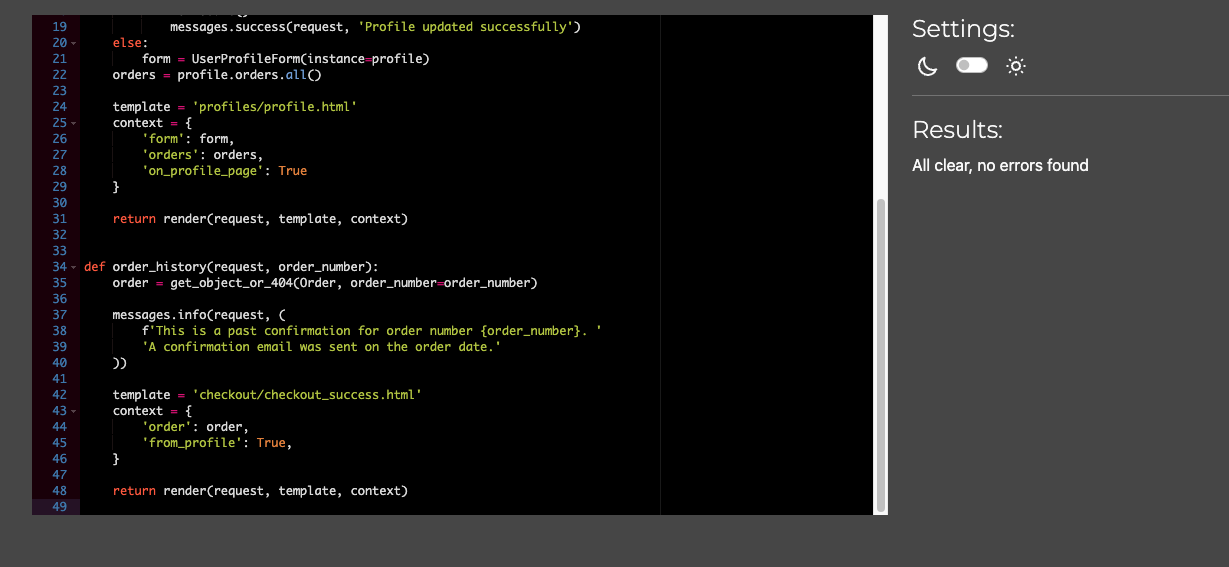 19 messages.success(request, 'Profile updated successfully')
20 else:
21 form = UserProfileForm(instance=profile)
22 orders = profile.orders.all()
23
24 template = 'profiles/profile.html'
25 context = {
26 'form': form,
27 'orders': orders,
28 'on_profile_page': True
29 }
30
31 return render(request, template, context)
32
33
34 def order_history(request, order_number):
35 order = get_object_or_404(Order, order_number=order_number)
36
37 messages.info(request, (
38 f'This is a past confirmation for order number {order_number}. '
39 'A confirmation email was sent on the order date.'
40 ))
41
42 template = 'checkout/checkout_success.html'
43 context = {
44 'order': order,
45 'from_profile': True,
46 }
47
48 return render(request, template, context)
49
Settings:
Results:
All clear, no errors found